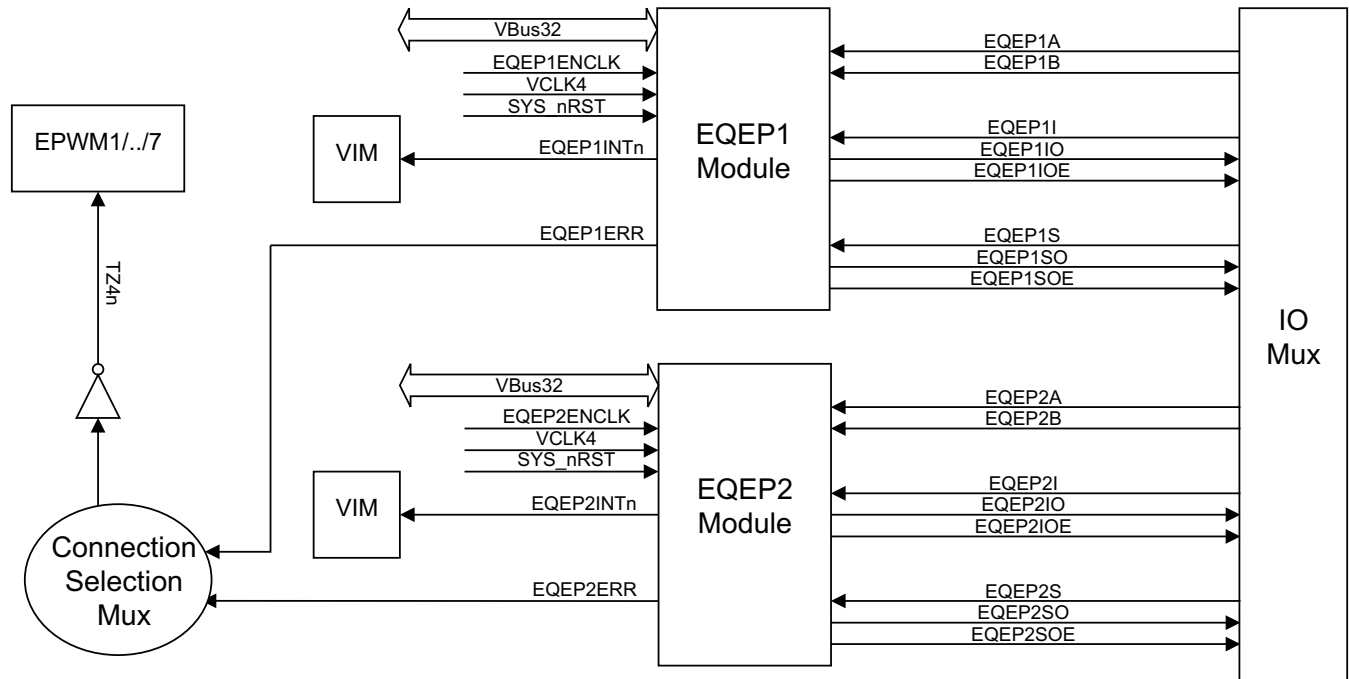 VBus32
EQEP1ENCLK
VCLK4
SYS_nRST
EQEP1INTn
EQEP1ERR
EPWM1/../7
VIM
EQEP1
Module
EQEP1A
EQEP1B
EQEP1I
EQEP1IO
EQEP1IOE
EQEP1S
EQEP1SO
EQEP1SOE
IO
Mux
TZ4n
VBus32
EQEP2ENCLK
VCLK4
SYS_nRST
EQEP2INTn
EQEP2ERR
VIM
EQEP2
Module
EQEP2A
EQEP2B
EQEP2I
EQEP2IO
EQEP2IOE
EQEP2S
EQEP2SO
EQEP2SOE
Connection
Selection
Mux